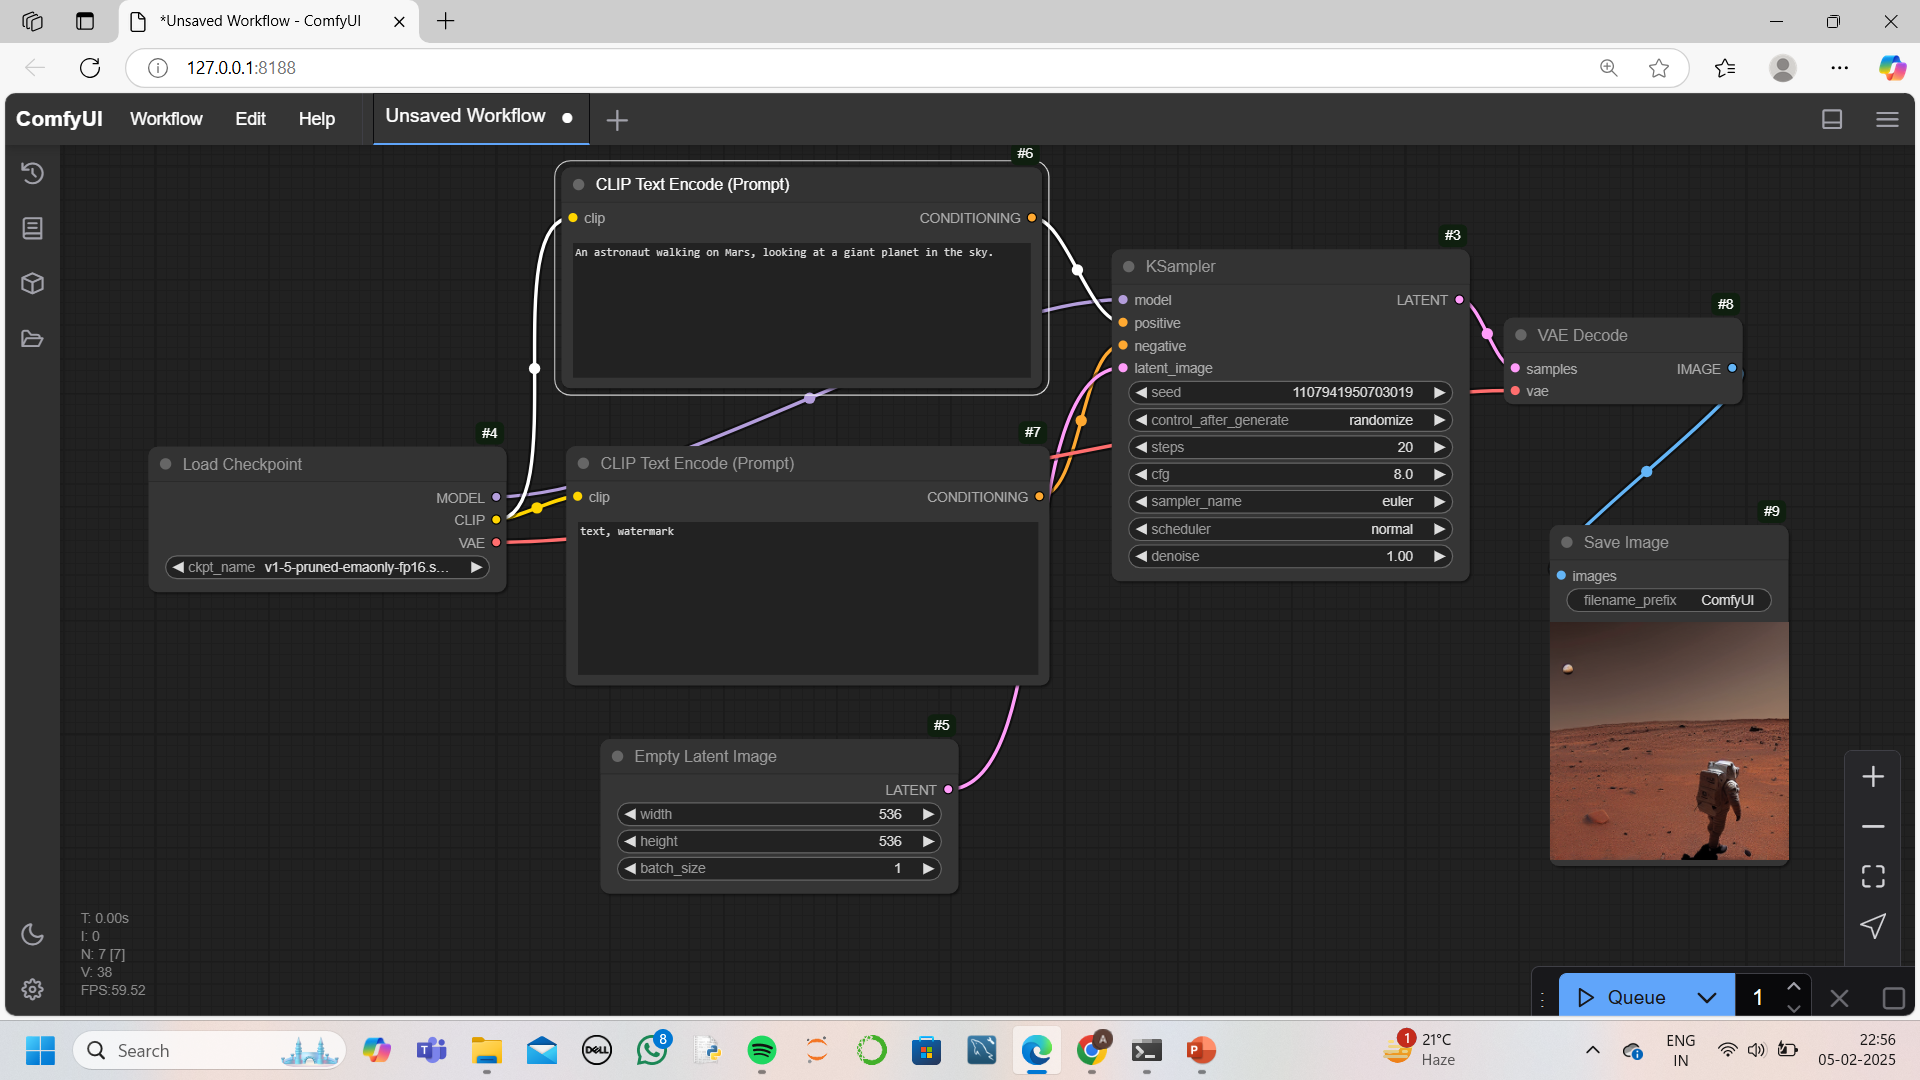 *Unsaved Workflow - ComfyUI
127.0.0.1:8188
ComfyUI Workflow Edit Help Unsaved Workflow
#6
CLIP Text Encode (Prompt)
clip CONDITIONING
An astronaut walking on Mars, looking at a giant planet in the sky.
#3
KSampler
model LATENT
positive
negative
latent_image
seed 1107941950703019
control_after_generate randomize
steps 20
cfg 8.0
sampler_name euler
scheduler normal
denoise 1.00
#8
VAE Decode
samples IMAGE
vae
#4
Load Checkpoint
MODEL
CLIP
VAE
ckpt_name v1-5-pruned-emaonly-fp16.s...
#7
CLIP Text Encode (Prompt)
clip CONDITIONING
text, watermark
#9
Save Image
images
filename_prefix ComfyUI
#5
Empty Latent Image
LATENT
width 536
height 536
batch_size 1
T: 0.00s
I: 0
N: 7 [7]
V: 38
FPS:59.52
Queue 1
Search
DELL
8
A
P
1
21°C
Haze
ENG
IN
22:56
05-02-2025